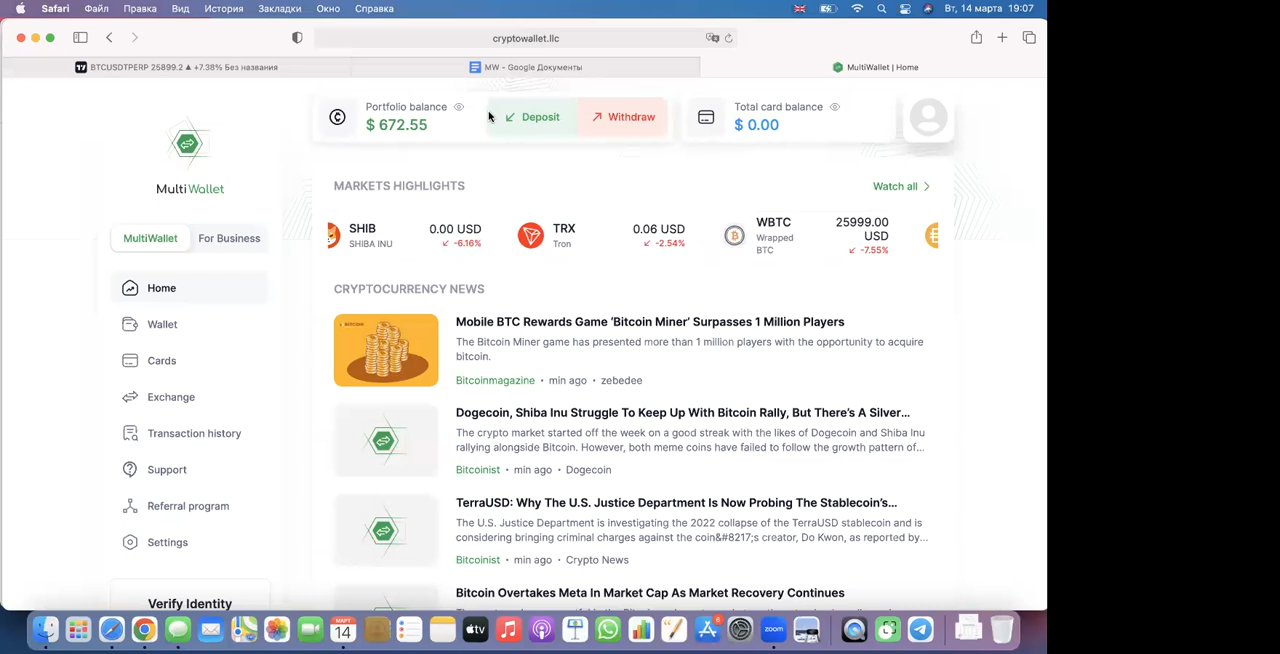 Safari Файл Правка Вид История Закладки Окно Справка Вт, 14 марта 19:07
cryptowallet.llc
BTCUSDTPERP 25899.2 ▲ +7.38% Без названия
MW – Google Документы
MultiWallet | Home
Portfolio balance
$ 672.55
Deposit
Withdraw
Total card balance
$ 0.00
MultiWallet
MultiWallet For Business
Home
Wallet
Cards
Exchange
Transaction history
Support
Referral program
Settings
Verify Identity
MARKETS HIGHLIGHTS
Watch all
SHIB 0.00 USD
SHIBA INU -6.16%
TRX 0.06 USD
Tron -2.54%
WBTC 25999.00
USD
Wrapped
BTC -7.55%
CRYPTOCURRENCY NEWS
Mobile BTC Rewards Game ‘Bitcoin Miner’ Surpasses 1 Million Players
The Bitcoin Miner game has presented more than 1 million players with the opportunity to acquire
bitcoin.
Bitcoinmagazine • min ago • zebedee
Dogecoin, Shiba Inu Struggle To Keep Up With Bitcoin Rally, But There’s A Silver...
The crypto market started off the week on a good streak with the likes of Dogecoin and Shiba Inu
rallying alongside Bitcoin. However, both meme coins have failed to follow the growth pattern of...
Bitcoinist • min ago • Dogecoin
TerraUSD: Why The U.S. Justice Department Is Now Probing The Stablecoin’s...
The U.S. Justice Department is investigating the 2022 collapse of the TerraUSD stablecoin and is
considering bringing criminal charges against the coin&#8217;s creator, Do Kwon, as reported by...
Bitcoinist • min ago • Crypto News
Bitcoin Overtakes Meta In Market Cap As Market Recovery Continues
МАРТ
14
tv
zoom
6